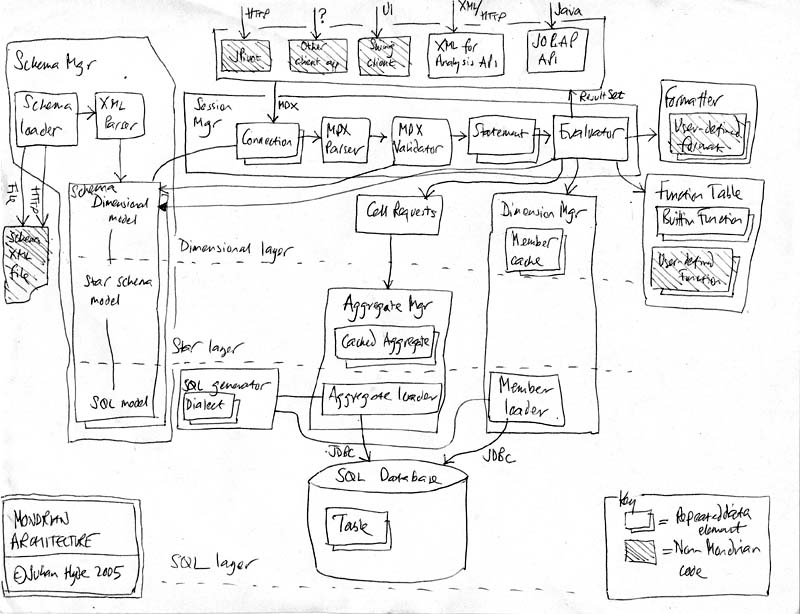 HTTP
?
UI
XML/
HTTP
Java
JPivot
Other
client app
Swing
client
XML for
Analysis API
JOLAP
API
Schema Mgr
Schema
loader
XML
Parser
File
HTTP
Schema
XML
file
Session
Mgr
MDX
Connection
MDX
Parser
MDX
Validator
Statement
Evaluator
ResultSet
Formatter
User-defined
format
Function Table
Builtin Function
User-defined
Function
Schema
Dimensional
model
Star schema
model
SQL model
Cell Requests
Dimension Mgr
Member
cache
Dimensional layer
Aggregate Mgr
Cached Aggregate
Star layer
SQL generator
Dialect
Aggregate Loader
Member
loader
JDBC
JDBC
SQL Database
Task
SQL layer
MONDRIAN
ARCHITECTURE
© Julian Hyde 2005
Key
= Repeated data
element
= Non Mondrian
code